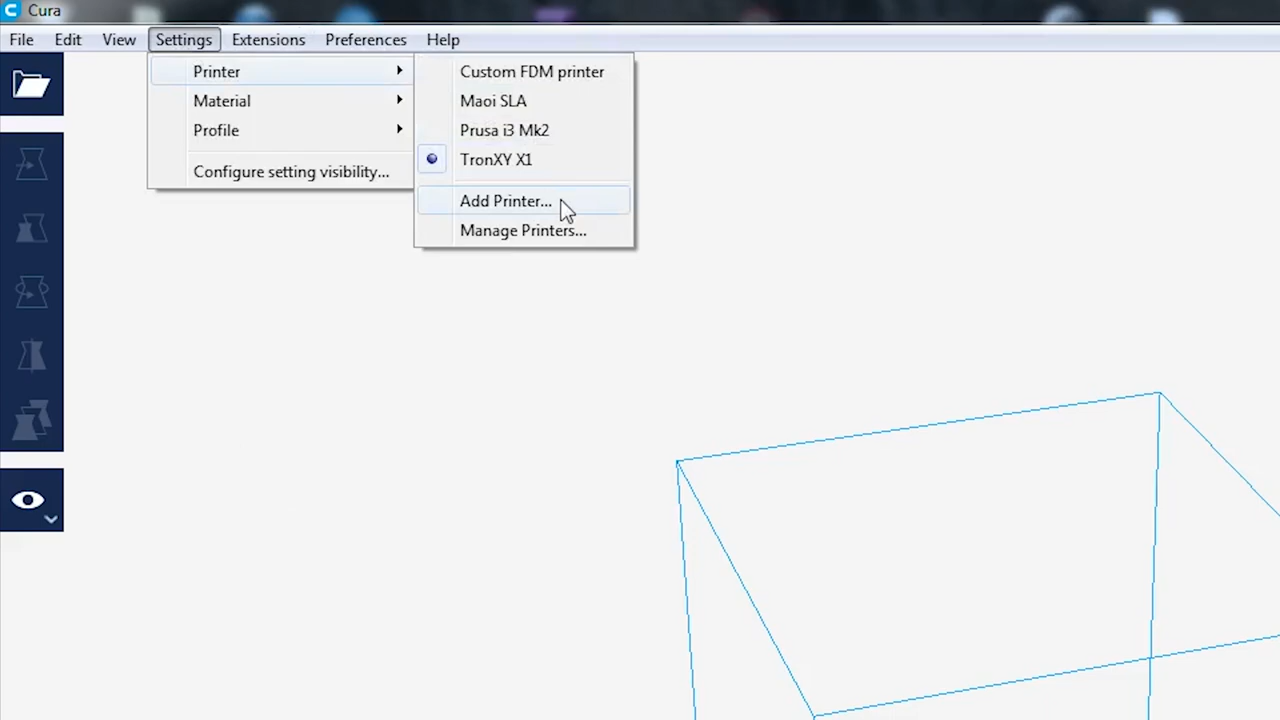 Cura
File Edit View Settings Extensions Preferences Help
Printer
Material
Profile
Configure setting visibility...
Custom FDM printer
Maoi SLA
Prusa i3 Mk2
TronXY X1
Add Printer...
Manage Printers...